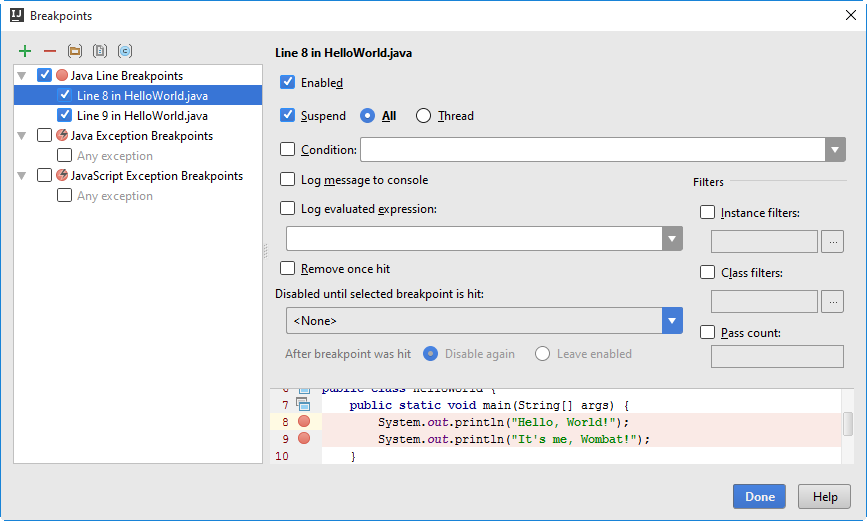 Breakpoints
Java Line Breakpoints
Line 8 in HelloWorld.java
Line 9 in HelloWorld.java
Java Exception Breakpoints
Any exception
JavaScript Exception Breakpoints
Any exception
Line 8 in HelloWorld.java
Enabled
Suspend All Thread
Condition:
Log message to console
Log evaluated expression:
Remove once hit
Disabled until selected breakpoint is hit:
<None>
After breakpoint was hit Disable again Leave enabled
Filters
Instance filters:
...
Class filters:
...
Pass count:
6 public class HelloWorld {
7 public static void main(String[] args) {
8 System.out.println("Hello, World!");
9 System.out.println("It's me, Wombat!");
10 }
Done Help